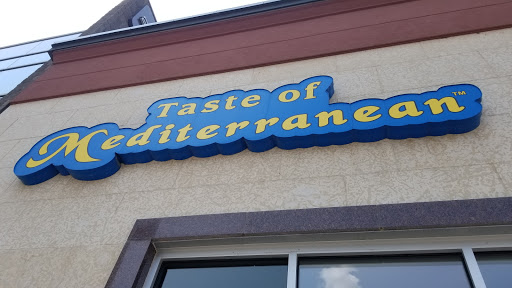 Taste of
Mediterranean™